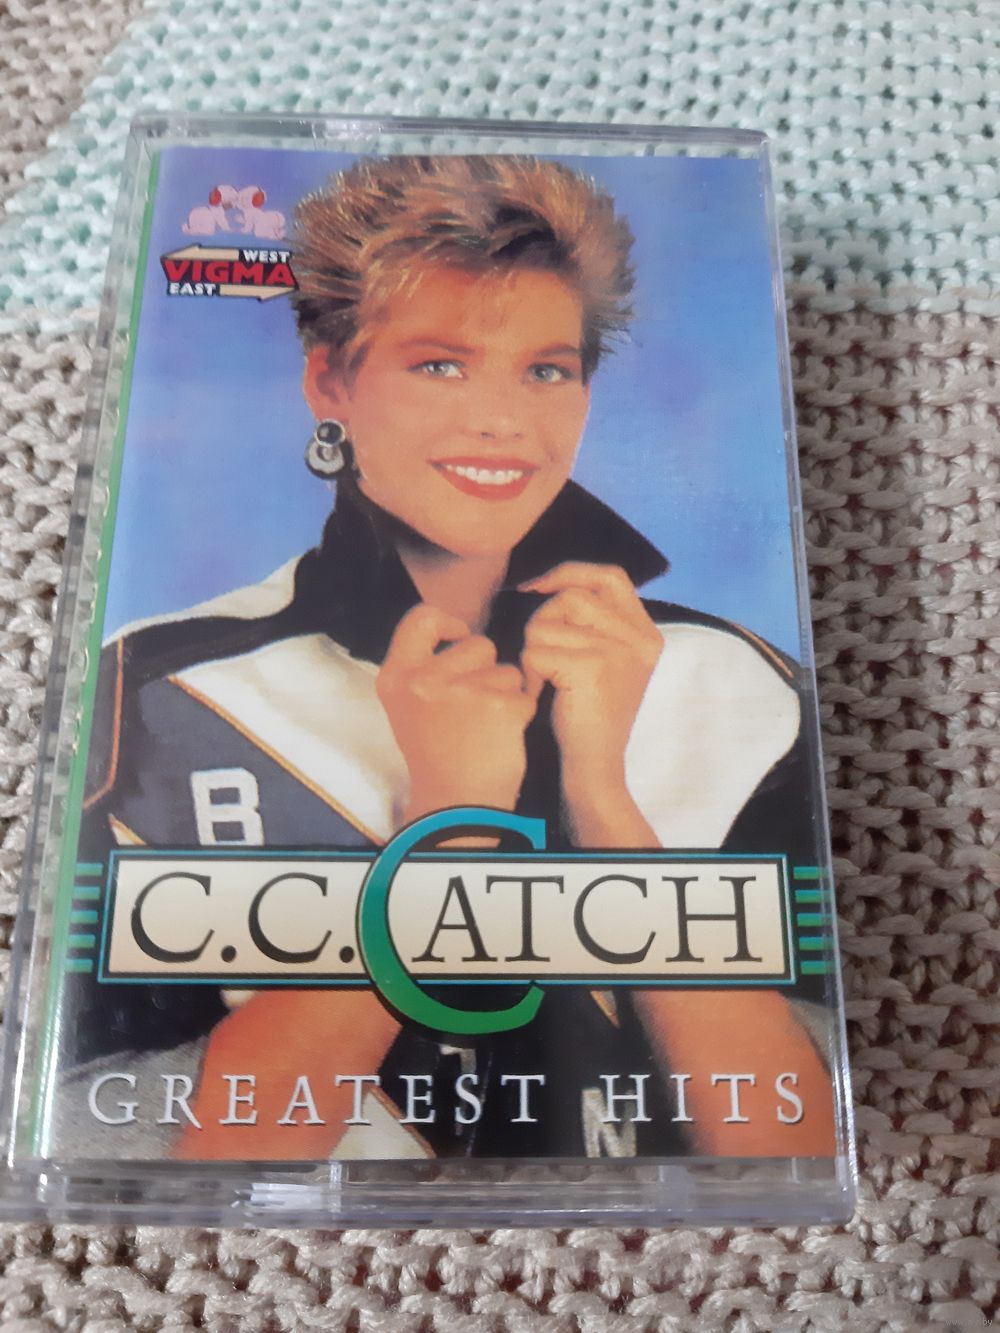 WEST
VIGMA
EAST
B
C.C.CATCH
GREATEST HITS
N